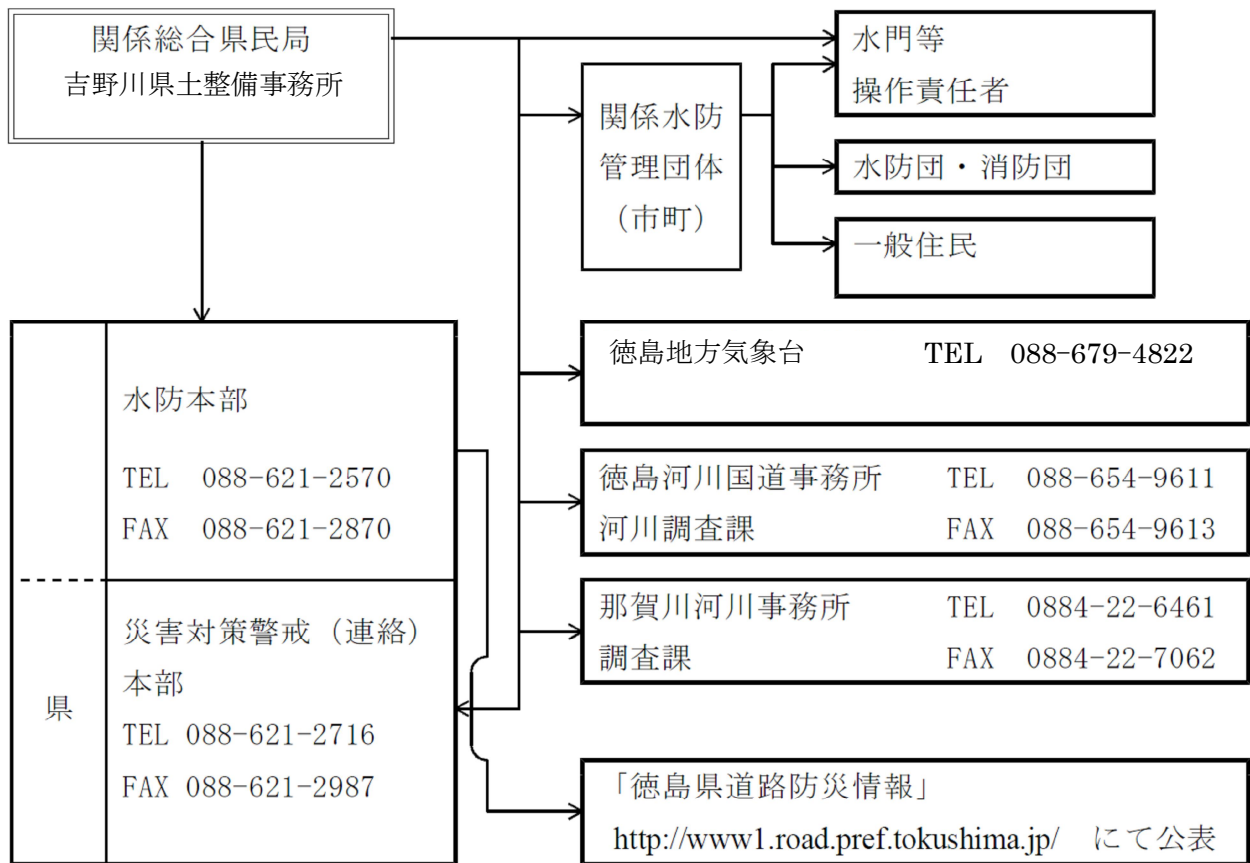 関係総合県民局
吉野川県土整備事務所
水門等
操作責任者
関係水防
管理団体
（市町）
水防団・消防団
一般住民
徳島地方気象台 TEL 088-679-4822
水防本部
TEL 088-621-2570
FAX 088-621-2870
徳島河川国道事務所 TEL 088-654-9611
河川調査課 FAX 088-654-9613
那賀川河川事務所 TEL 0884-22-6461
調査課 FAX 0884-22-7062
県
災害対策警戒（連絡）
本部
TEL 088-621-2716
FAX 088-621-2987
「徳島県道路防災情報」
http://www1.road.pref.tokushima.jp/ にて公表